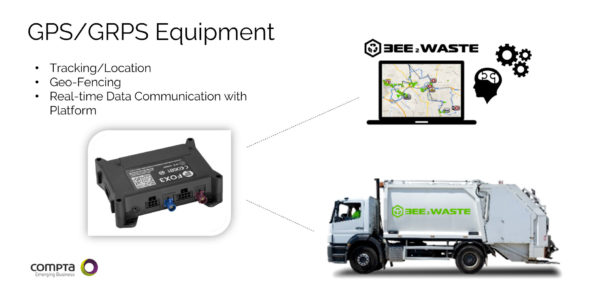 GPS/GRPS Equipment
• Tracking/Location
• Geo-Fencing
• Real-time Data Communication with
Platform
BEE2WASTE
FOX3
BEE2WASTE
compta
Emerging Business